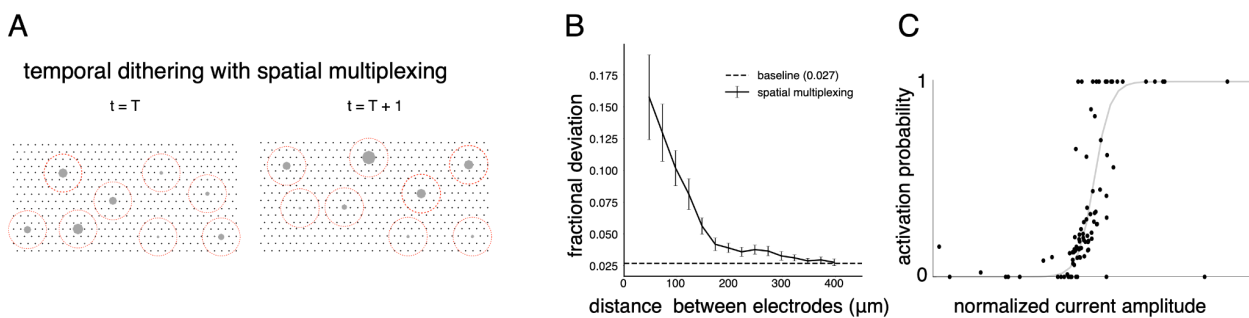 A
temporal dithering with spatial multiplexing
t = T
t = T + 1
B
fractional deviation
0.175
0.150
0.125
0.100
0.075
0.050
0.025
baseline (0.027)
spatial multiplexing
0
100
200
300
400
distance between electrodes (μm)
C
activation probability
1
0
normalized current amplitude